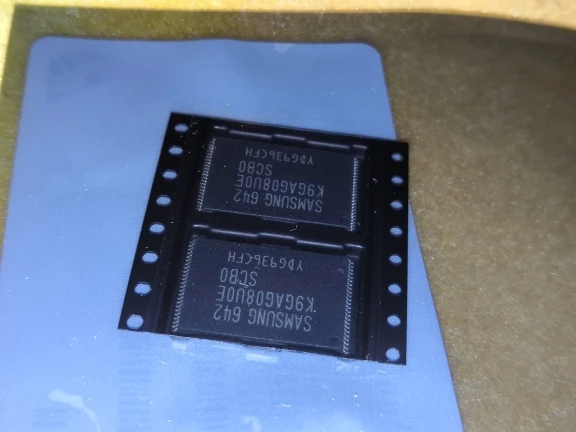 SAMSUNG 642
K9GAG08U0E
SCB0
YDG936CFH
SAMSUNG 642
K9GAG08U0E
SCB0
YDG936CFH